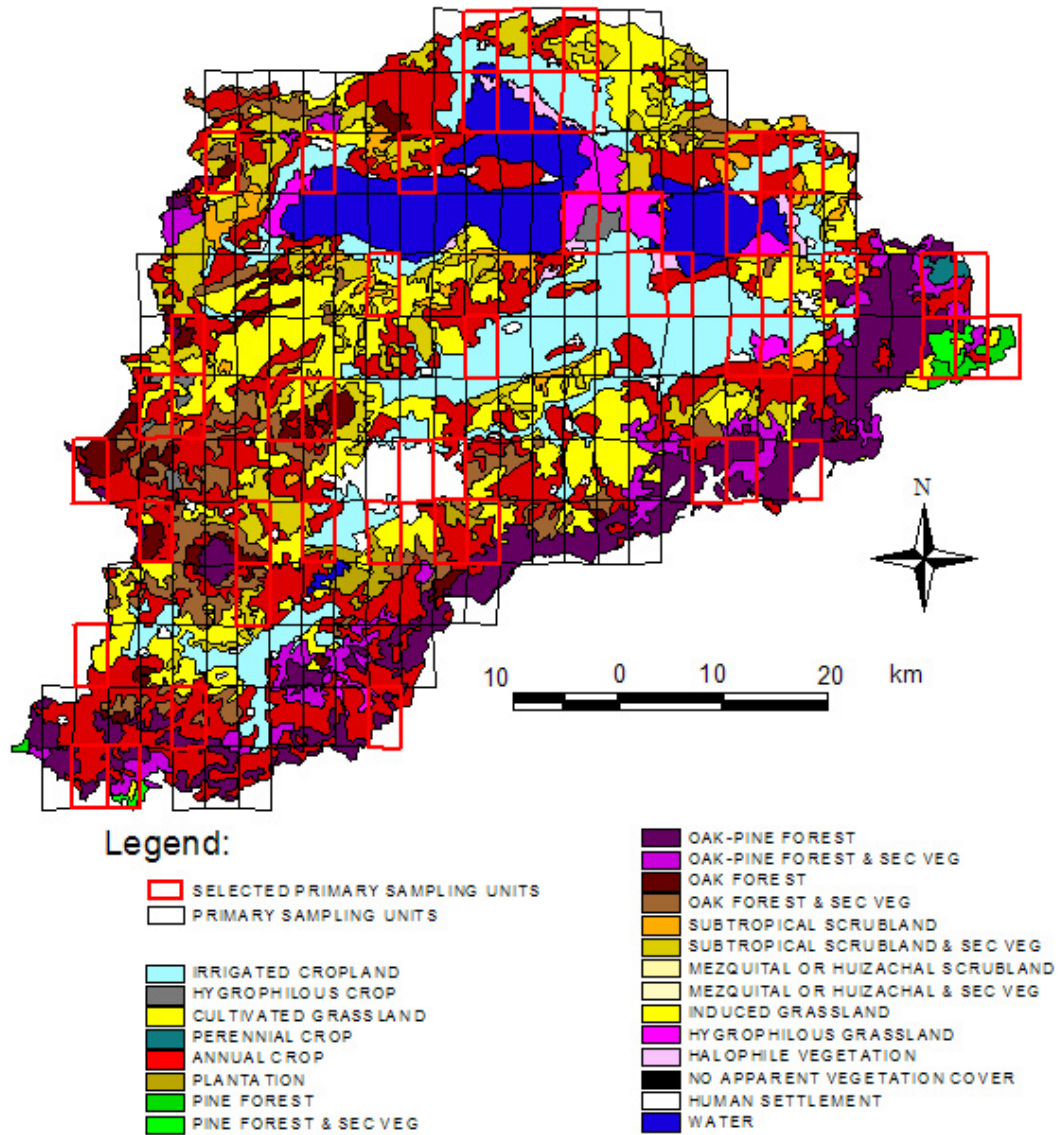 N
10 0 10 20 km
Legend:
SELECTED PRIMARY SAMPLING UNITS
PRIMARY SAMPLING UNITS
IRRIGATED CROPLAND
HYGROPHILOUS CROP
CULTIVATED GRASSLAND
PERENNIAL CROP
ANNUAL CROP
PLANTATION
PINE FOREST
PINE FOREST & SEC VEG
OAK-PINE FOREST
OAK-PINE FOREST & SEC VEG
OAK FOREST
OAK FOREST & SEC VEG
SUBTROPICAL SCRUBLAND
SUBTROPICAL SCRUBLAND & SEC VEG
MEZQUITAL OR HUIZACHAL SCRUBLAND
MEZQUITAL OR HUIZACHAL & SEC VEG
INDUCED GRASSLAND
HYGROPHILOUS GRASSLAND
HALOPHILE VEGETATION
NO APPARENT VEGETATION COVER
HUMAN SETTLEMENT
WATER